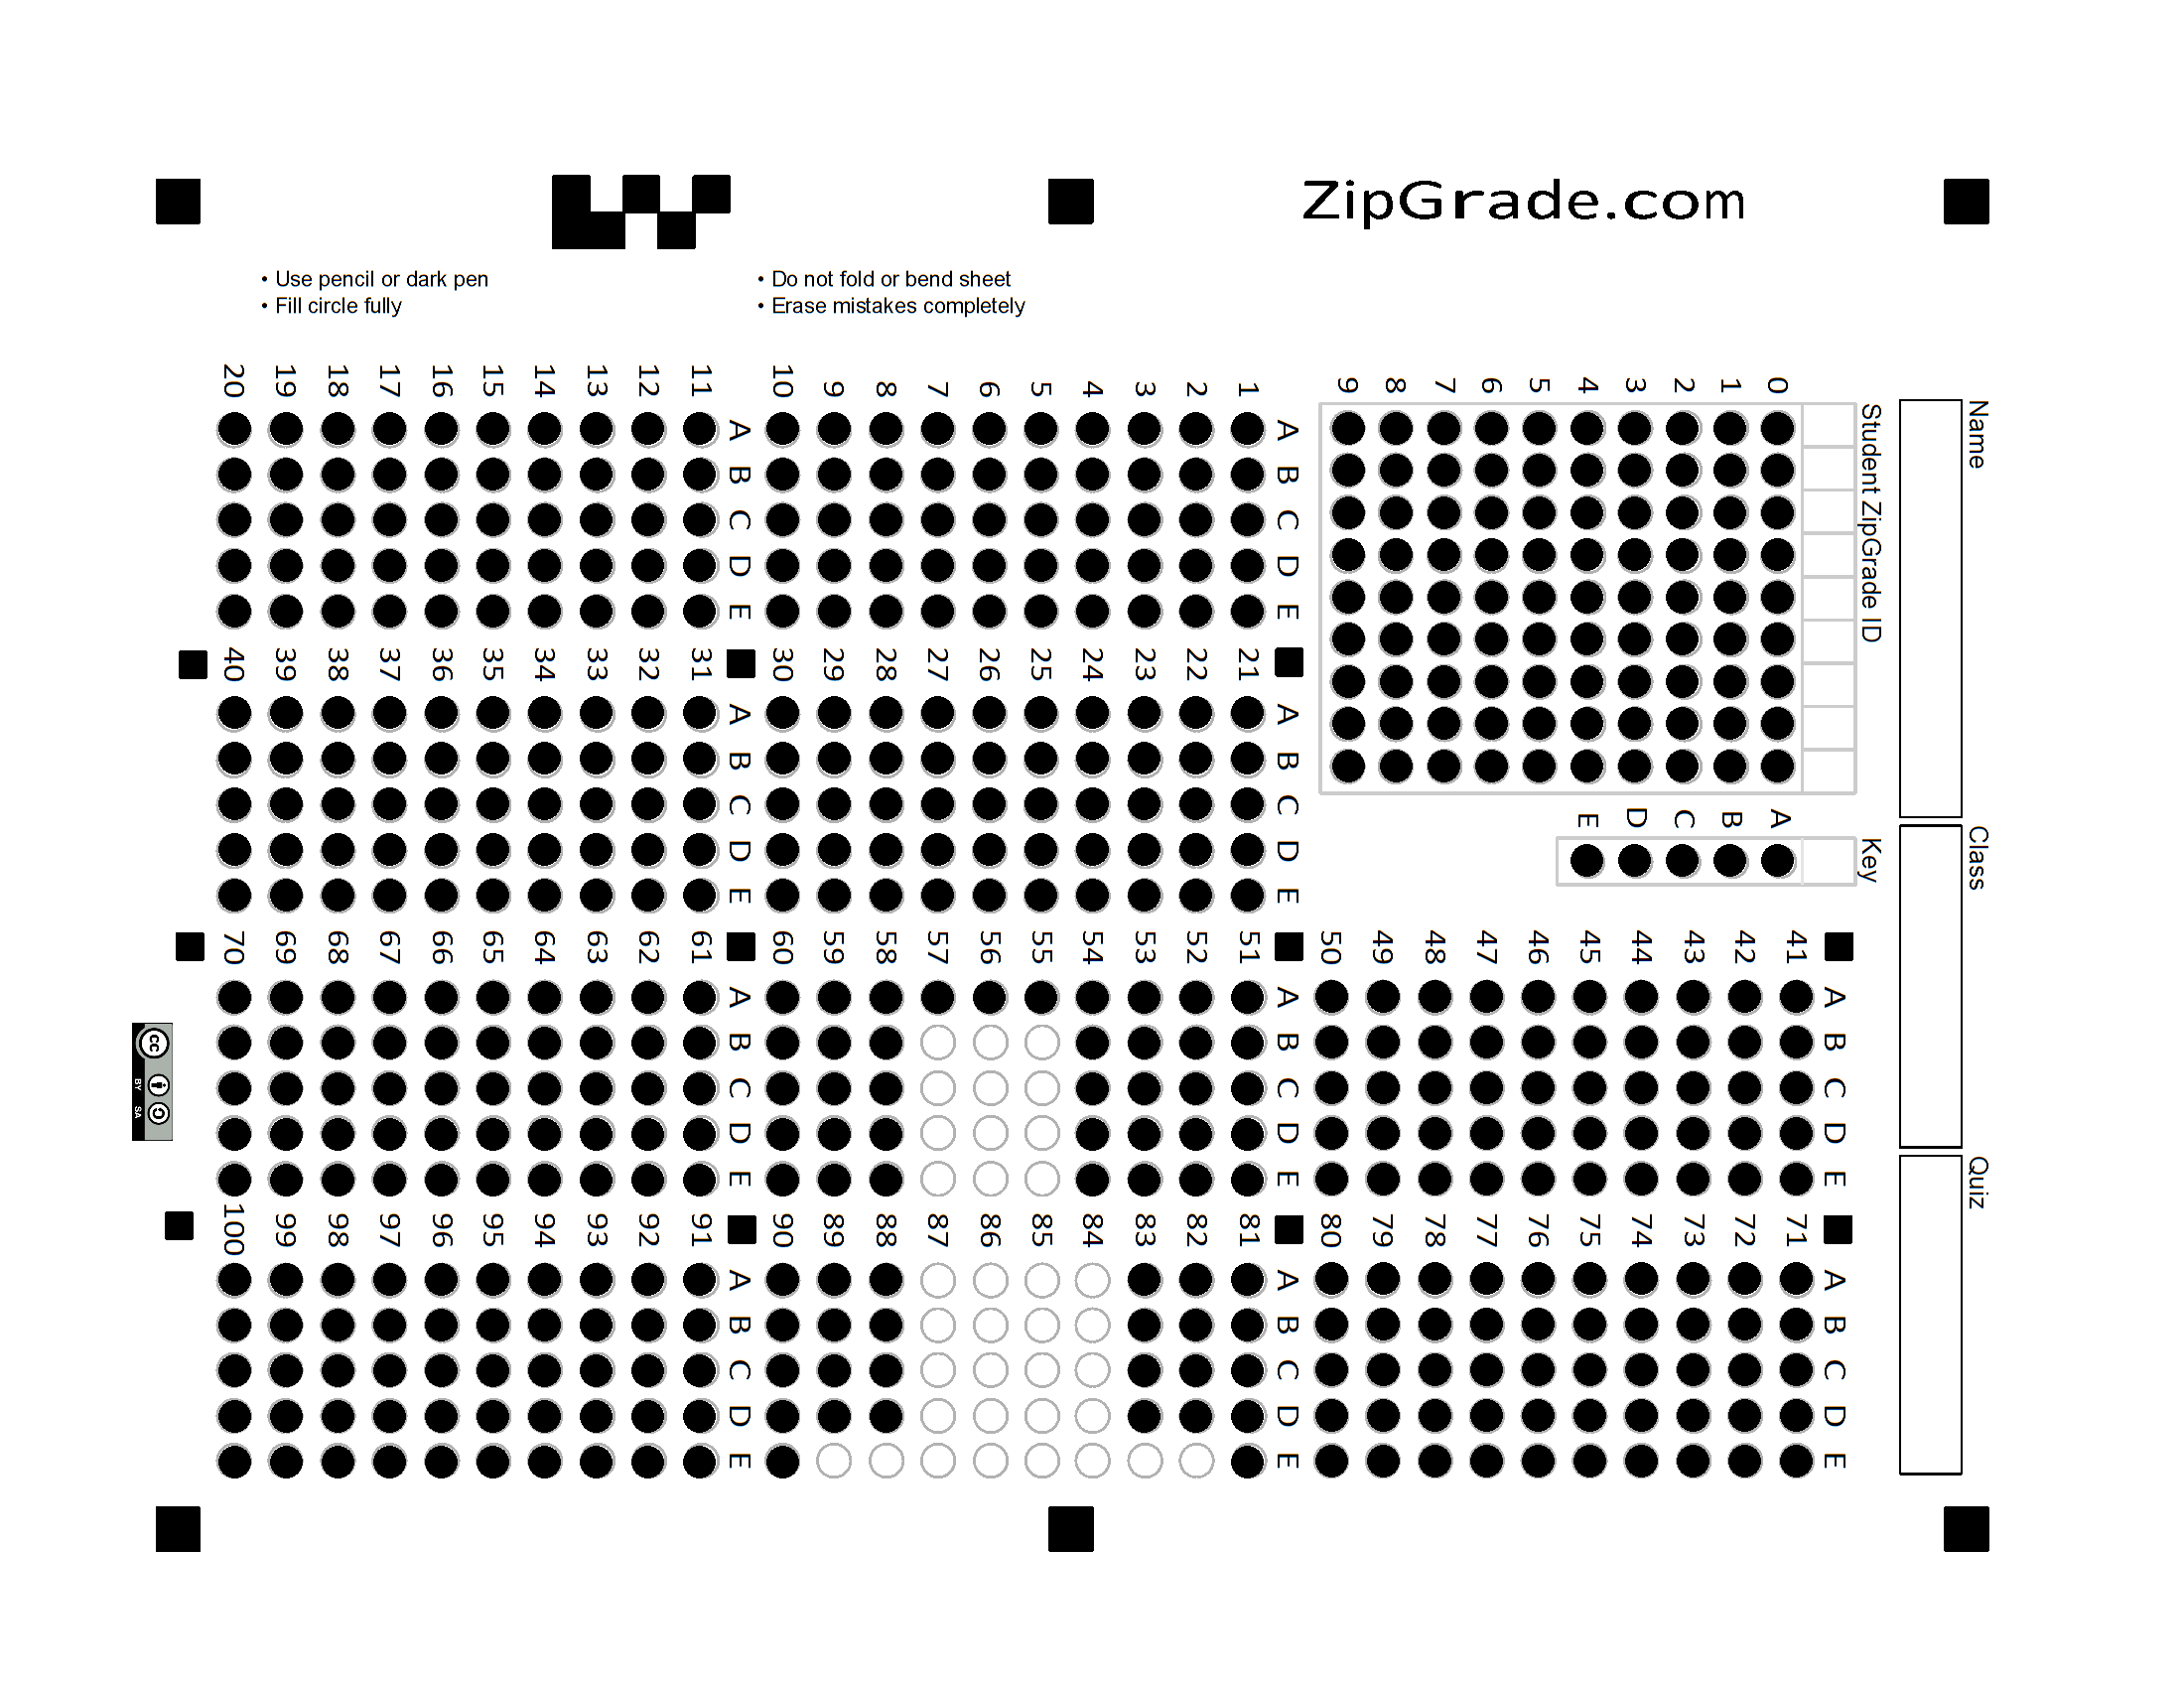 ZipGrade.com
• Use pencil or dark pen
• Fill circle fully
• Do not fold or bend sheet
• Erase mistakes completely
Name
Class
Quiz
Student ZipGrade ID
0 1 2 3 4 5 6 7 8 9
Key
A B C D E
A B C D E
1 2 3 4 5 6 7 8 9 10
A B C D E
11 12 13 14 15 16 17 18 19 20
A B C D E
21 22 23 24 25 26 27 28 29 30
A B C D E
31 32 33 34 35 36 37 38 39 40
A B C D E
41 42 43 44 45 46 47 48 49 50
A B C D E
51 52 53 54 55 56 57 58 59 60
A B C D E
61 62 63 64 65 66 67 68 69 70
A B C D E
71 72 73 74 75 76 77 78 79 80
A B C D E
81 82 83 84 85 86 87 88 89 90
A B C D E
91 92 93 94 95 96 97 98 99 100
cc
BY SA